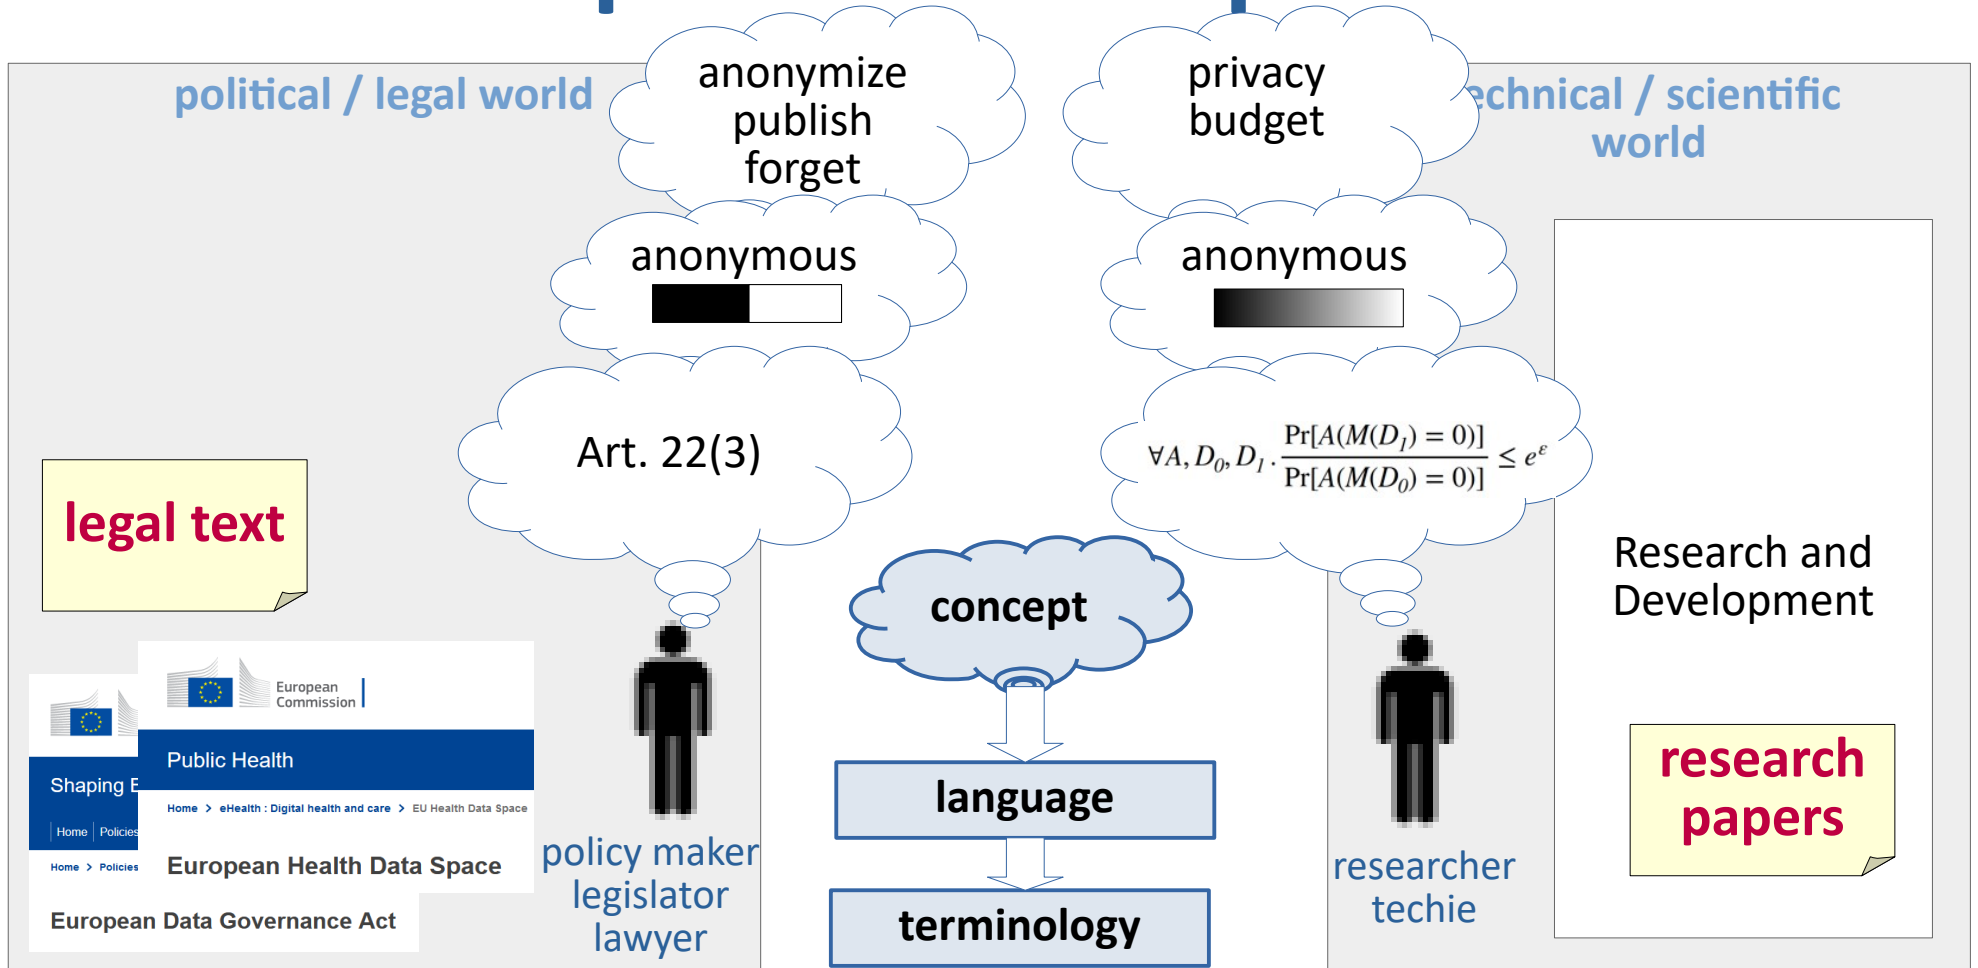 political / legal world
anonymize
publish
forget
privacy
budget
echnical / scientific
world
anonymous
anonymous
Art. 22(3)
∀A, D₀, D₁ . Pr[A(M(D₁) = 0)] / Pr[A(M(D₀) = 0)] ≤ e^ε
legal text
concept
Research and
Development
European
Commission
Public Health
Shaping E
Home > eHealth : Digital health and care > EU Health Data Space
Home Policies
Home > Policies
European Health Data Space
European Data Governance Act
policy maker
legislator
lawyer
language
terminology
researcher
techie
research
papers